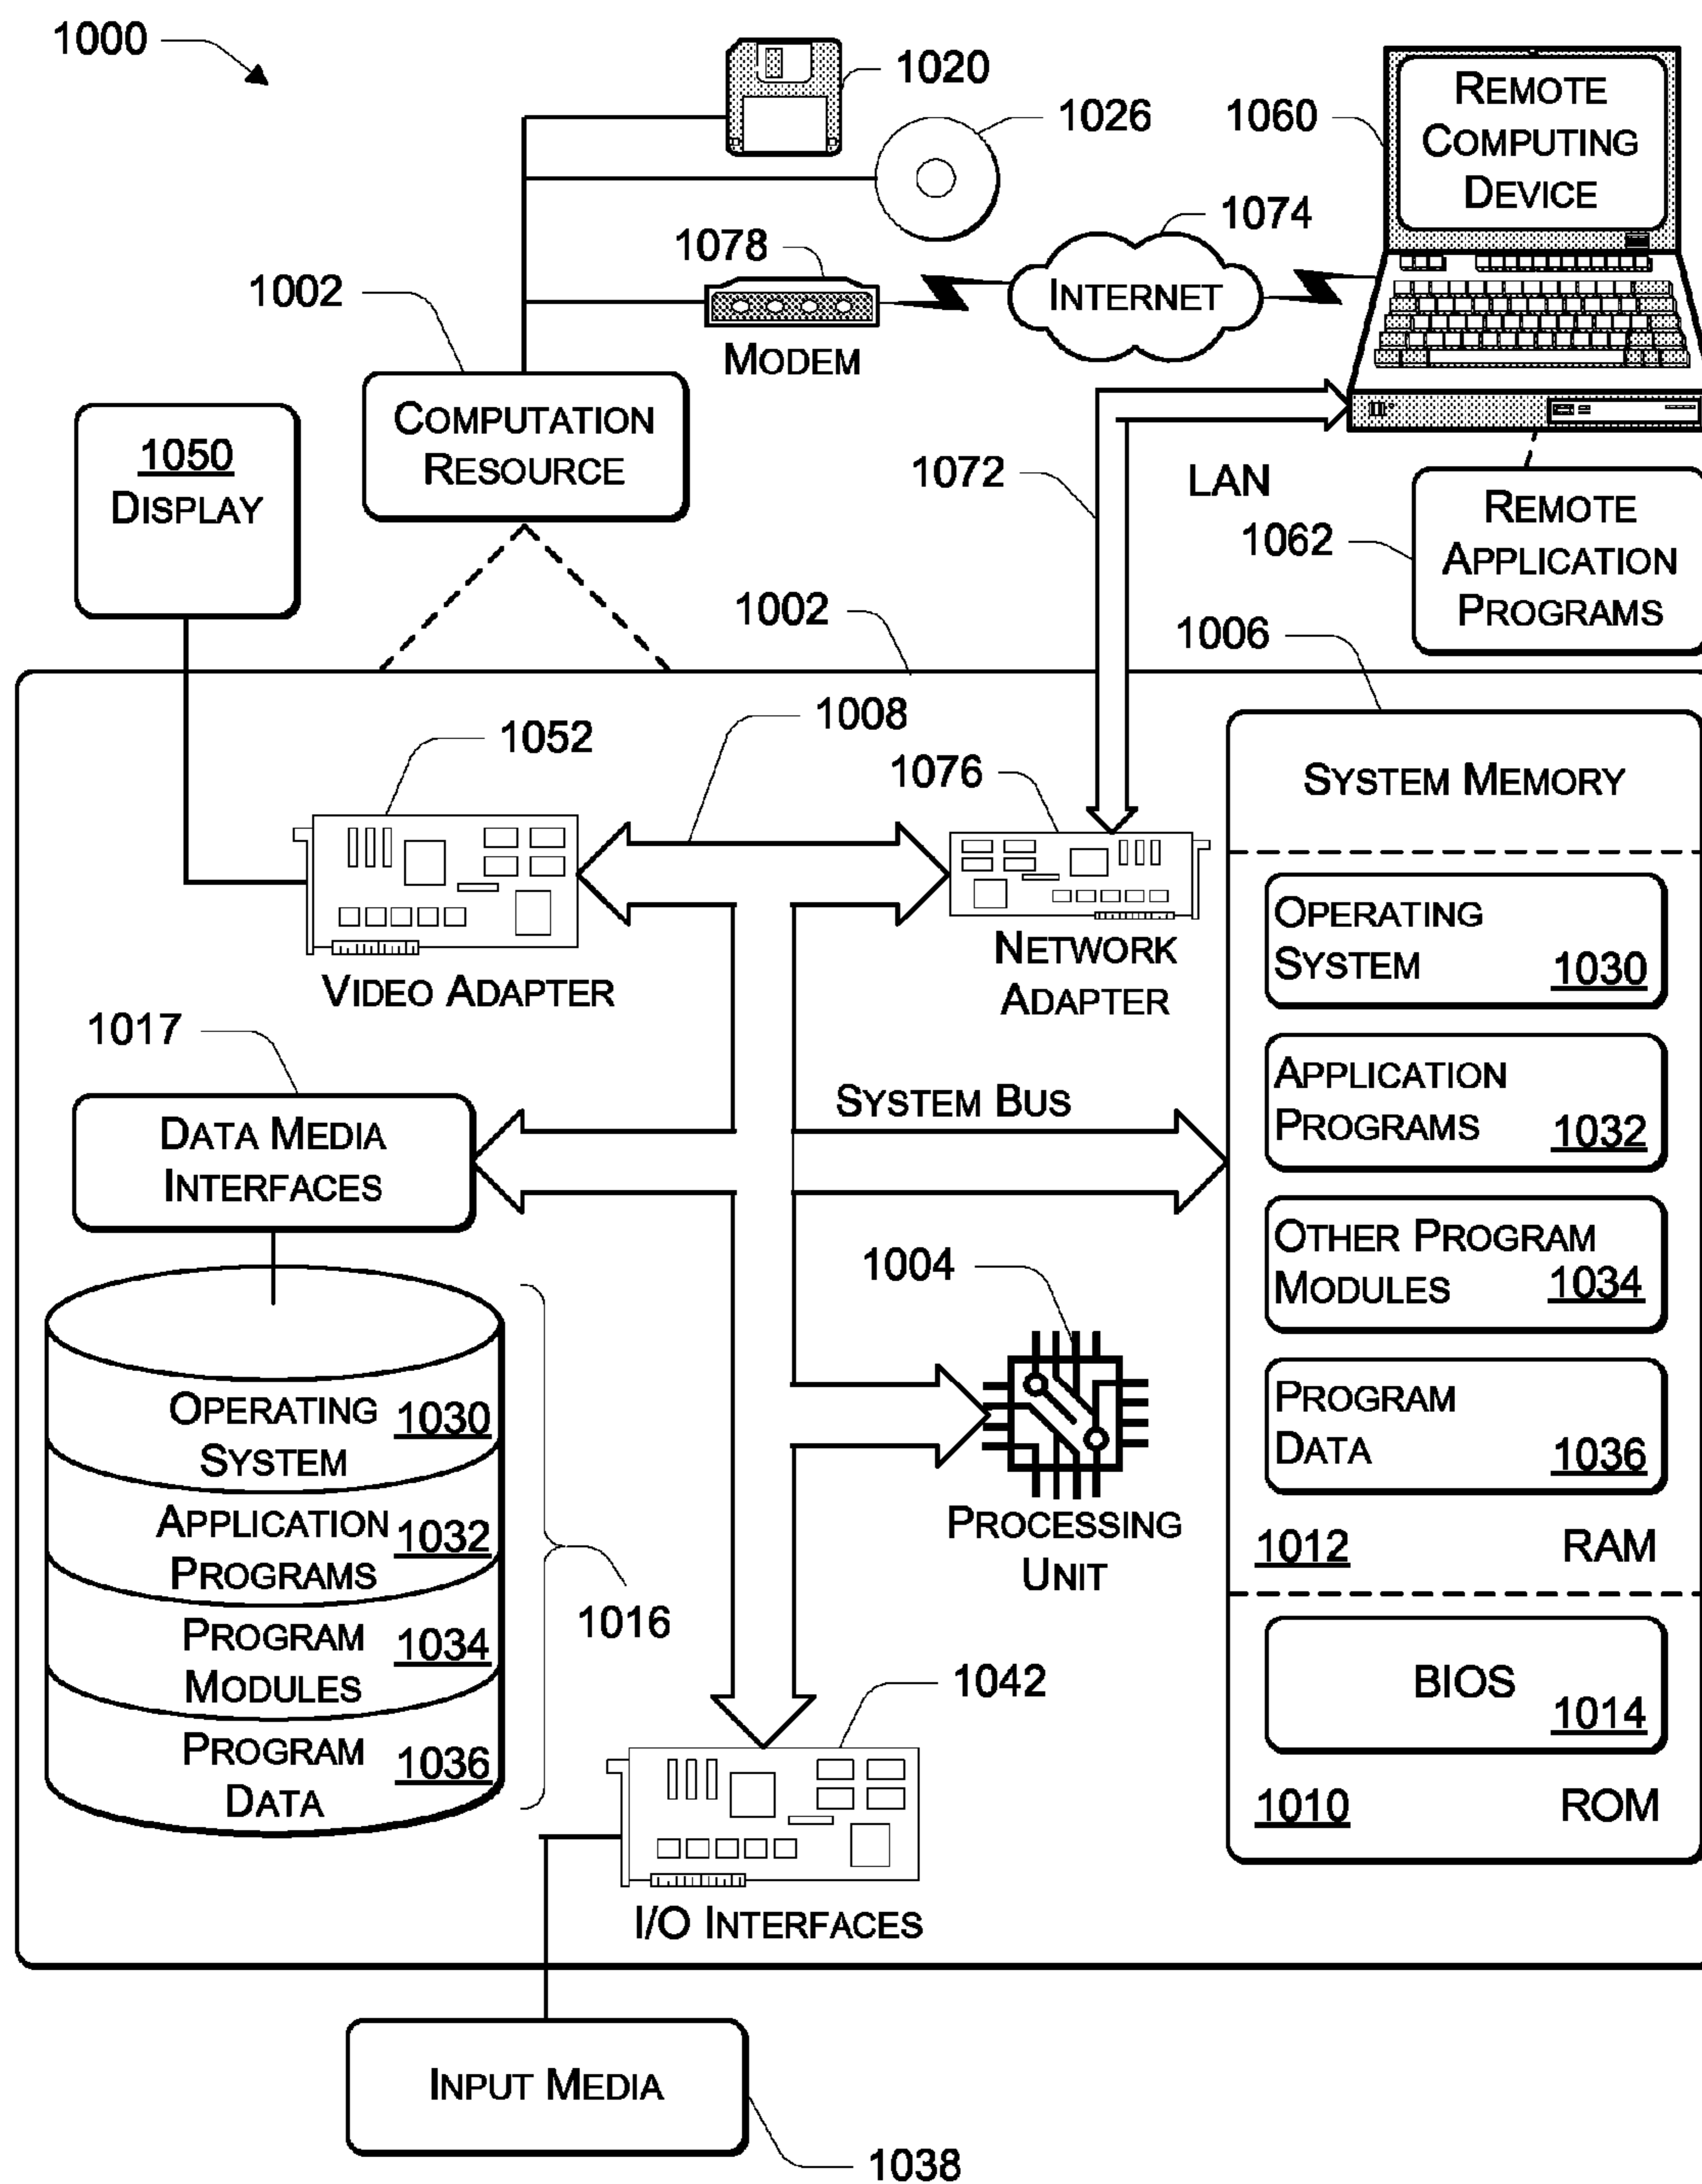 1000
1020
1026
1060
REMOTE
COMPUTING
DEVICE
1074
1078
INTERNET
1002
MODEM
COMPUTATION
RESOURCE
1050
DISPLAY
1072
LAN
REMOTE
APPLICATION
PROGRAMS
1062
1002
1006
1008
1052
1076
SYSTEM MEMORY
VIDEO ADAPTER
NETWORK
ADAPTER
OPERATING
SYSTEM 1030
1017
APPLICATION
PROGRAMS 1032
SYSTEM BUS
DATA MEDIA
INTERFACES
OTHER PROGRAM
MODULES 1034
1004
PROGRAM
DATA 1036
PROCESSING
UNIT
1012 RAM
OPERATING 1030
SYSTEM
APPLICATION 1032
PROGRAMS
PROGRAM 1034
MODULES
PROGRAM 1036
DATA
1016
BIOS 1014
1010 ROM
1042
I/O INTERFACES
INPUT MEDIA
1038